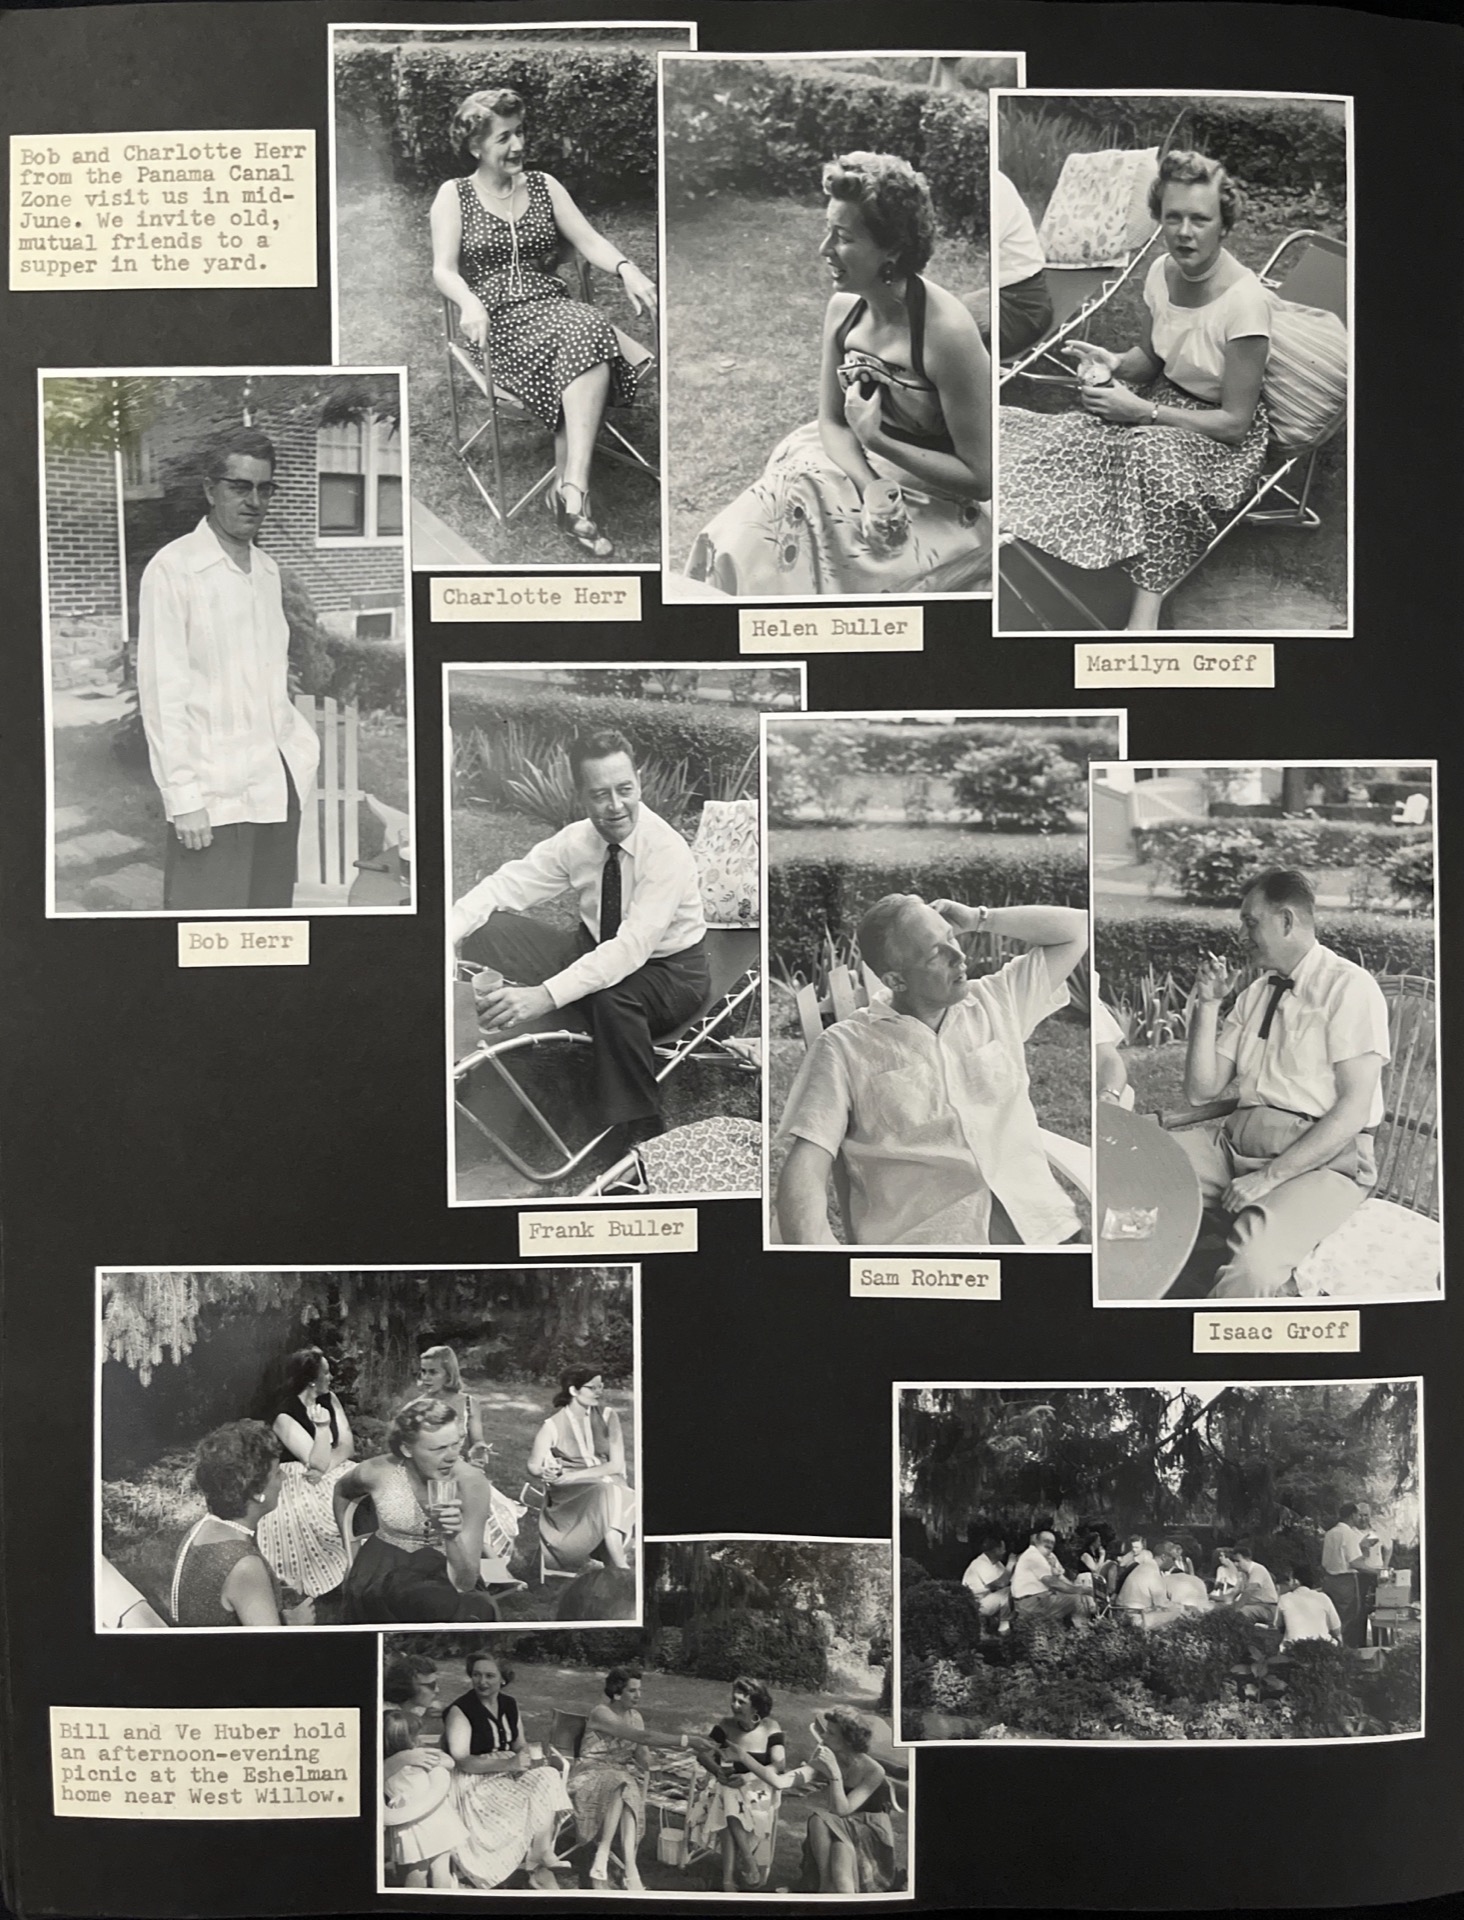 Bob and Charlotte Herr
from the Panama Canal
Zone visit us in mid-
June. We invite old,
mutual friends to a
supper in the yard.
Charlotte Herr
Helen Buller
Marilyn Groff
Bob Herr
Frank Buller
Sam Rohrer
Isaac Groff
Bill and Ve Huber hold
an afternoon-evening
picnic at the Eshelman
home near West Willow.